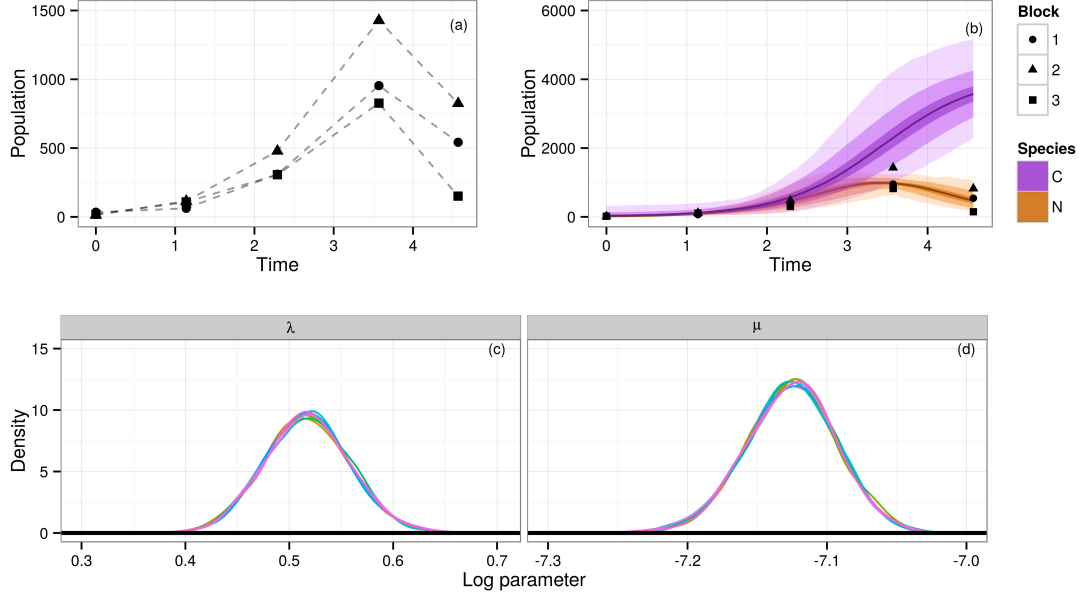 (a)
1500
1000
500
0
Population
0 1 2 3 4
Time
(b)
6000
4000
2000
0
Population
0 1 2 3 4
Time
Block
1
2
3
Species
C
N
λ
μ
(c)
(d)
15
10
5
0
Density
0.3 0.4 0.5 0.6 0.7
-7.3 -7.2 -7.1 -7.0
Log parameter